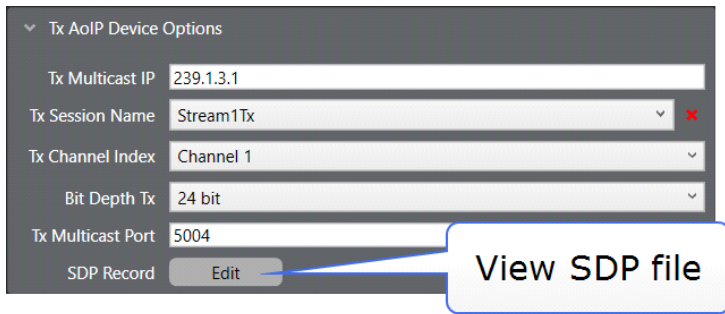 Tx AoIP Device Options
Tx Multicast IP 239.1.3.1
Tx Session Name Stream1Tx
Tx Channel Index Channel 1
Bit Depth Tx 24 bit
Tx Multicast Port 5004
SDP Record Edit
View SDP file